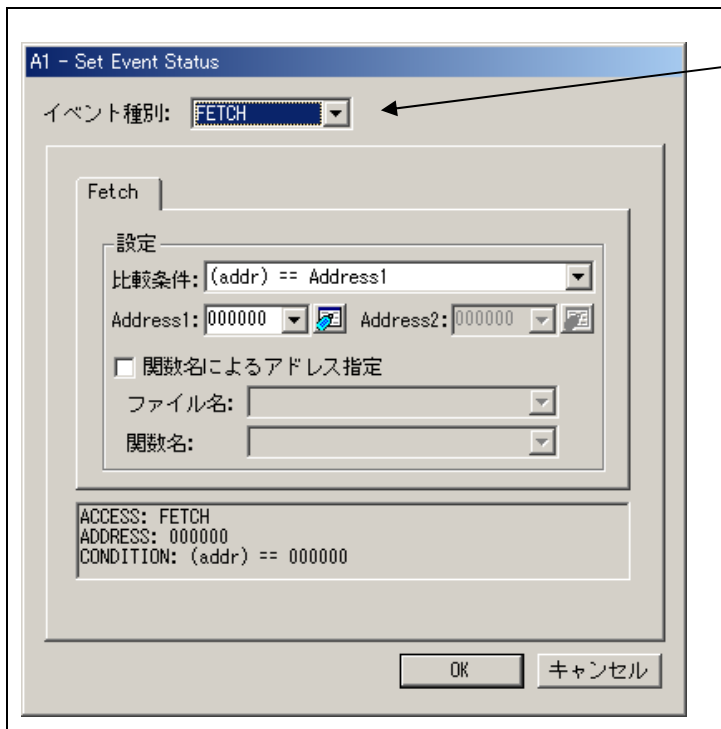 A1 - Set Event Status
イベント種別: FETCH
Fetch
設定
比較条件: (addr) == Address1
Address1: 000000 Address2: 000000
関数名によるアドレス指定
ファイル名:
関数名:
ACCESS: FETCH
ADDRESS: 000000
CONDITION: (addr) == 000000
OK キャンセル